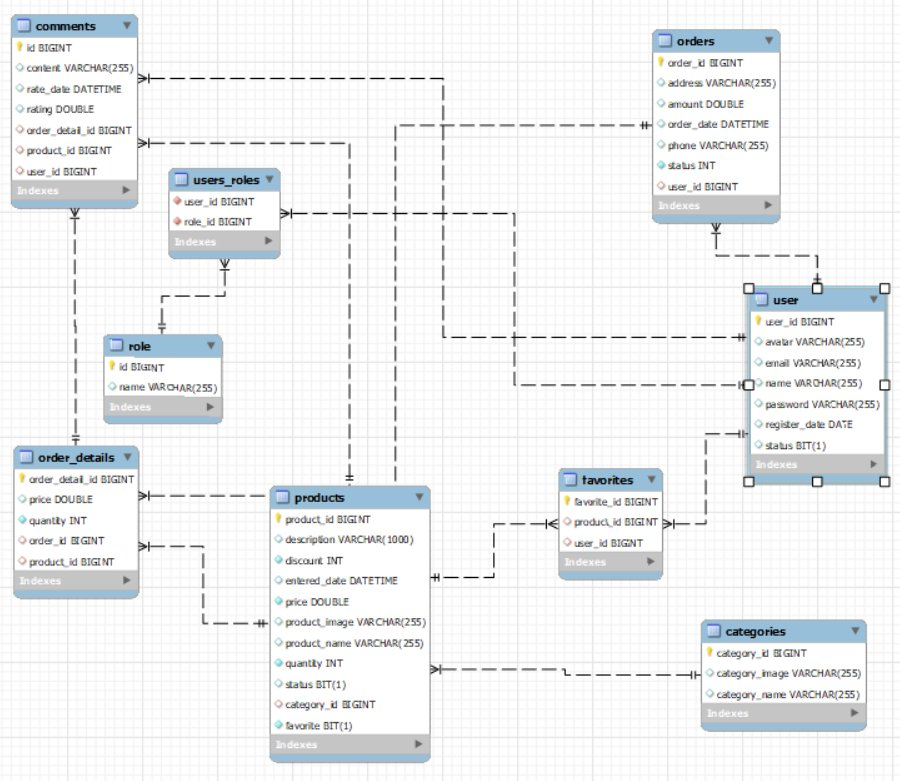 comments
id BIGINT
content VARCHAR(255)
rate_date DATETIME
rating DOUBLE
order_detail_id BIGINT
product_id BIGINT
user_id BIGINT
Indexes
users_roles
user_id BIGINT
role_id BIGINT
Indexes
role
id BIGINT
name VARCHAR(255)
Indexes
orders
order_id BIGINT
address VARCHAR(255)
amount DOUBLE
order_date DATETIME
phone VARCHAR(255)
status INT
user_id BIGINT
Indexes
user
user_id BIGINT
avatar VARCHAR(255)
email VARCHAR(255)
name VARCHAR(255)
password VARCHAR(255)
register_date DATE
status BIT(1)
Indexes
order_details
order_detail_id BIGINT
price DOUBLE
quantity INT
order_id BIGINT
product_id BIGINT
Indexes
products
product_id BIGINT
description VARCHAR(1000)
discount INT
entered_date DATETIME
price DOUBLE
product_image VARCHAR(255)
product_name VARCHAR(255)
quantity INT
status BIT(1)
category_id BIGINT
favorite BIT(1)
Indexes
favorites
favorite_id BIGINT
product_id BIGINT
user_id BIGINT
Indexes
categories
category_id BIGINT
category_image VARCHAR(255)
category_name VARCHAR(255)
Indexes